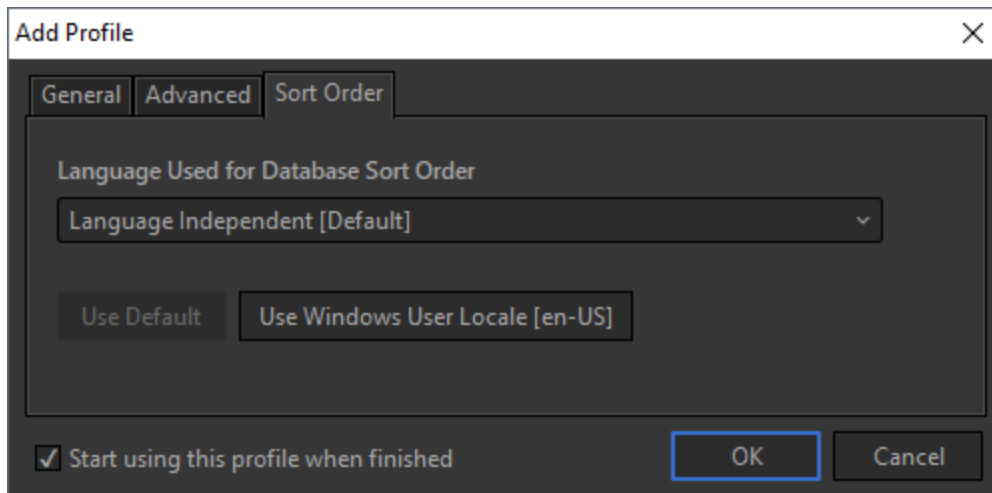 Add Profile
General Advanced Sort Order
Language Used for Database Sort Order
Language Independent [Default]
Use Default Use Windows User Locale [en-US]
Start using this profile when finished OK Cancel